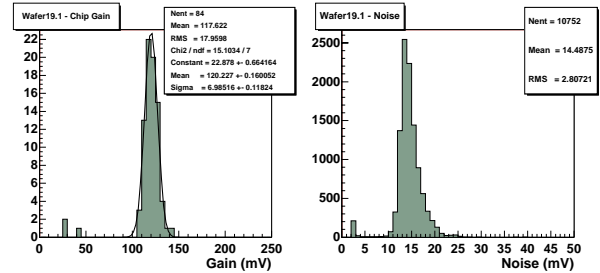 Wafer19.1 - Chip Gain
Nent = 84
Mean = 117.622
RMS = 17.9598
Chi2 / ndf = 15.1034 / 7
Constant = 22.878 +- 0.664164
Mean = 120.227 +- 0.160052
Sigma = 6.98516 +- 0.11824
22
20
18
16
14
12
10
8
6
4
2
0
0 50 100 150 200 250
Gain (mV)
Wafer19.1 - Noise
Nent = 10752
Mean = 14.4875
RMS = 2.80721
2500
2000
1500
1000
500
0
0 5 10 15 20 25 30 35 40 45 50
Noise (mV)